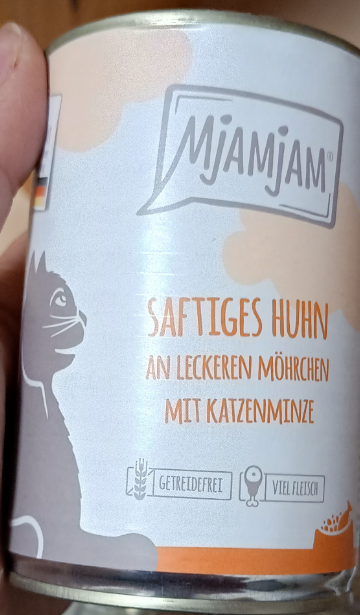 MJAMJAM®
SAFTIGES HUHN
AN LECKEREN MÖHRCHEN
MIT KATZENMINZE
GETREIDEFREI
VIEL FLEISCH